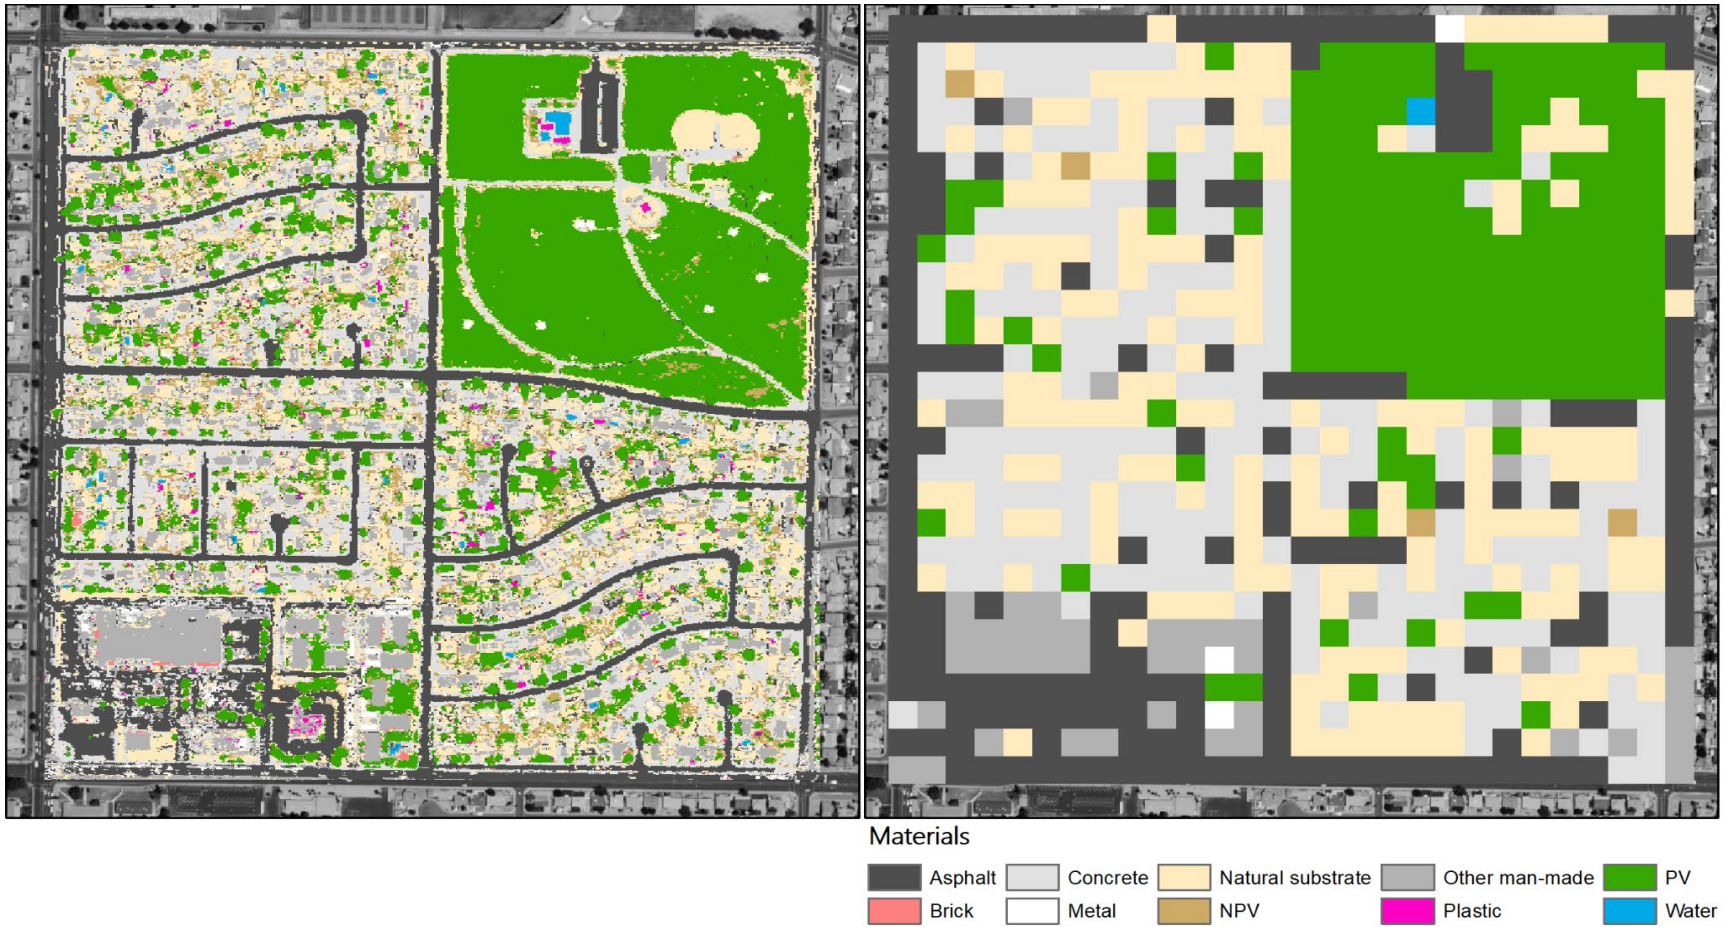 Materials
Asphalt Concrete Natural substrate Other man-made PV
Brick Metal NPV Plastic Water